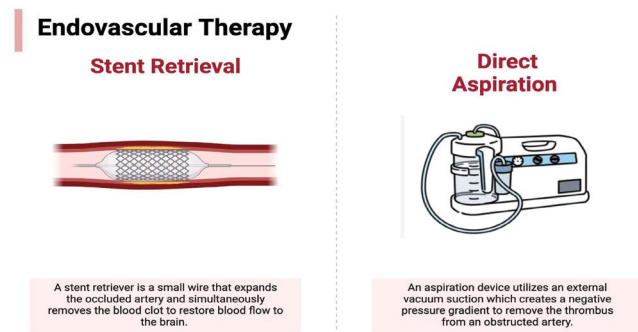 Endovascular Therapy
Stent Retrieval
A stent retriever is a small wire that expands
the occluded artery and simultaneously
removes the blood clot to restore blood flow to
the brain.
Direct
Aspiration
An aspiration device utilizes an external
vacuum suction which creates a negative
pressure gradient to remove the thrombus
from an obstructed artery.